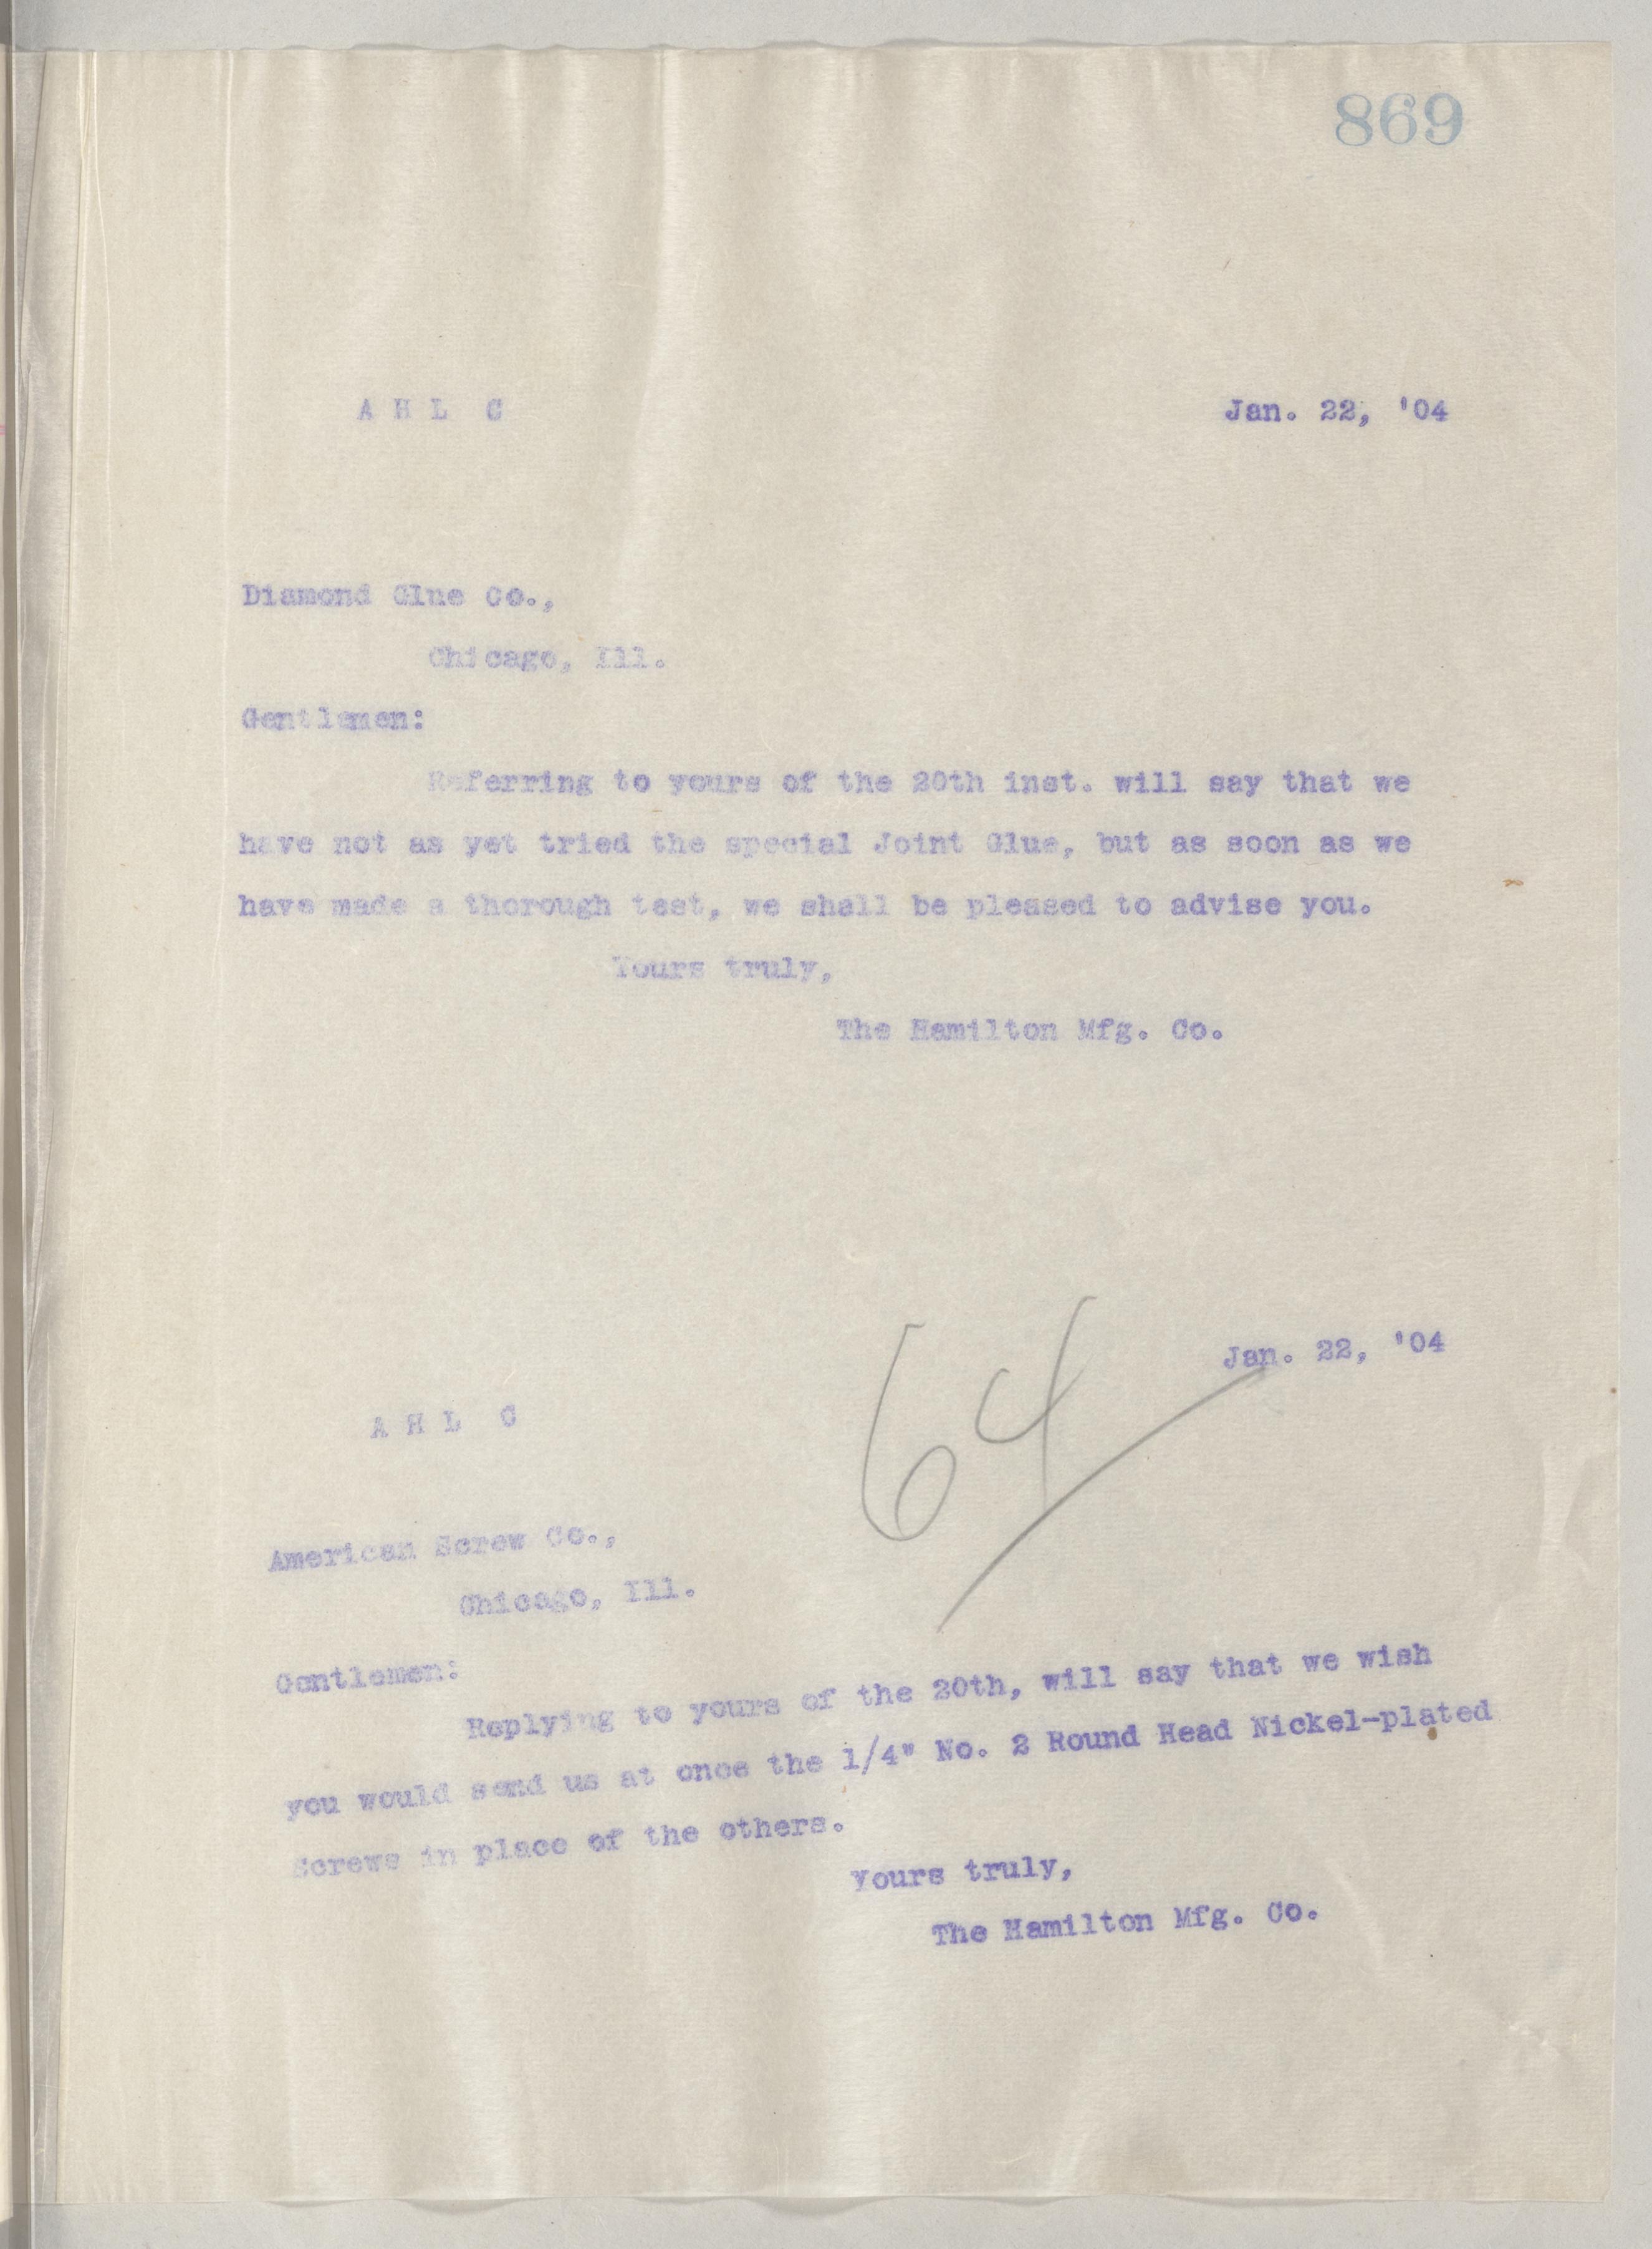 869
A H L C Jan. 22, '04
Diamond Glue Co.,
Chicago, Ill.
Gentlemen:
Referring to yours of the 20th inst. will say that we
have not as yet tried the special Joint Glue, but as soon as we
have made a thorough test, we shall be pleased to advise you.
Yours truly,
The Hamilton Mfg. Co.
64
Jan. 22, '04
A H L C
American Screw Co.,
Chicago, Ill.
Gentlemen:
Replying to yours of the 20th, will say that we wish
you would send us at once the 1/4" No. 2 Round Head Nickel-plated
Screws in place of the others.
Yours truly,
The Hamilton Mfg. Co.